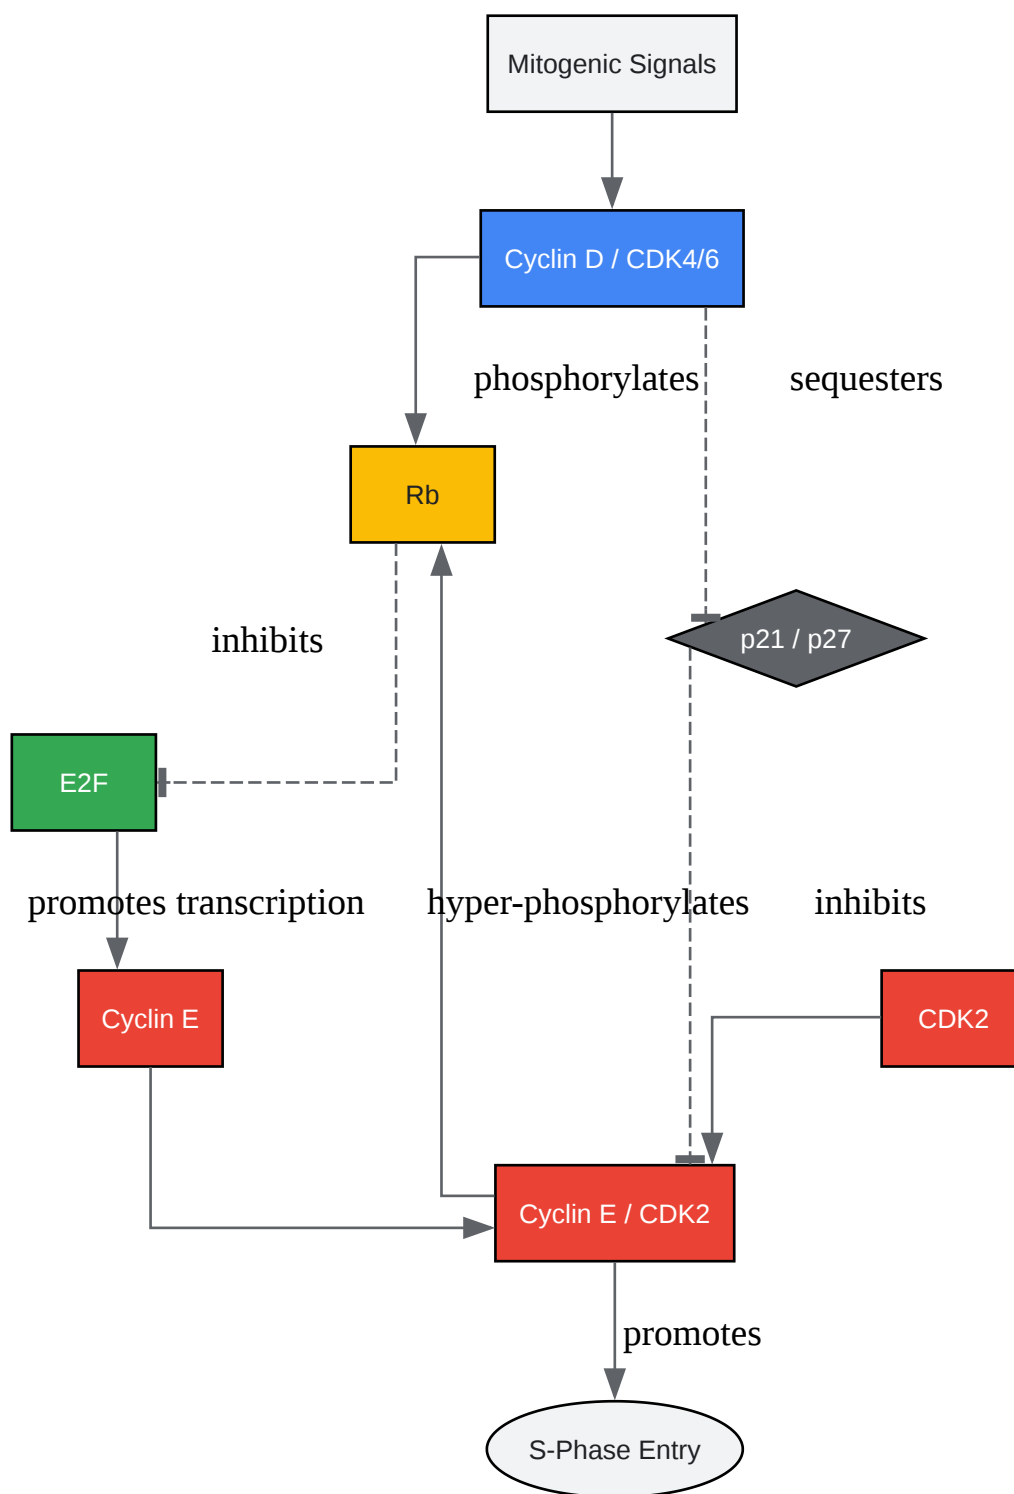 Mitogenic Signals
Cyclin D / CDK4/6
phosphorylates
sequesters
Rb
inhibits
p21 / p27
E2F
promotes transcription
hyper-phosphorylates
inhibits
Cyclin E
CDK2
Cyclin E / CDK2
promotes
S-Phase Entry